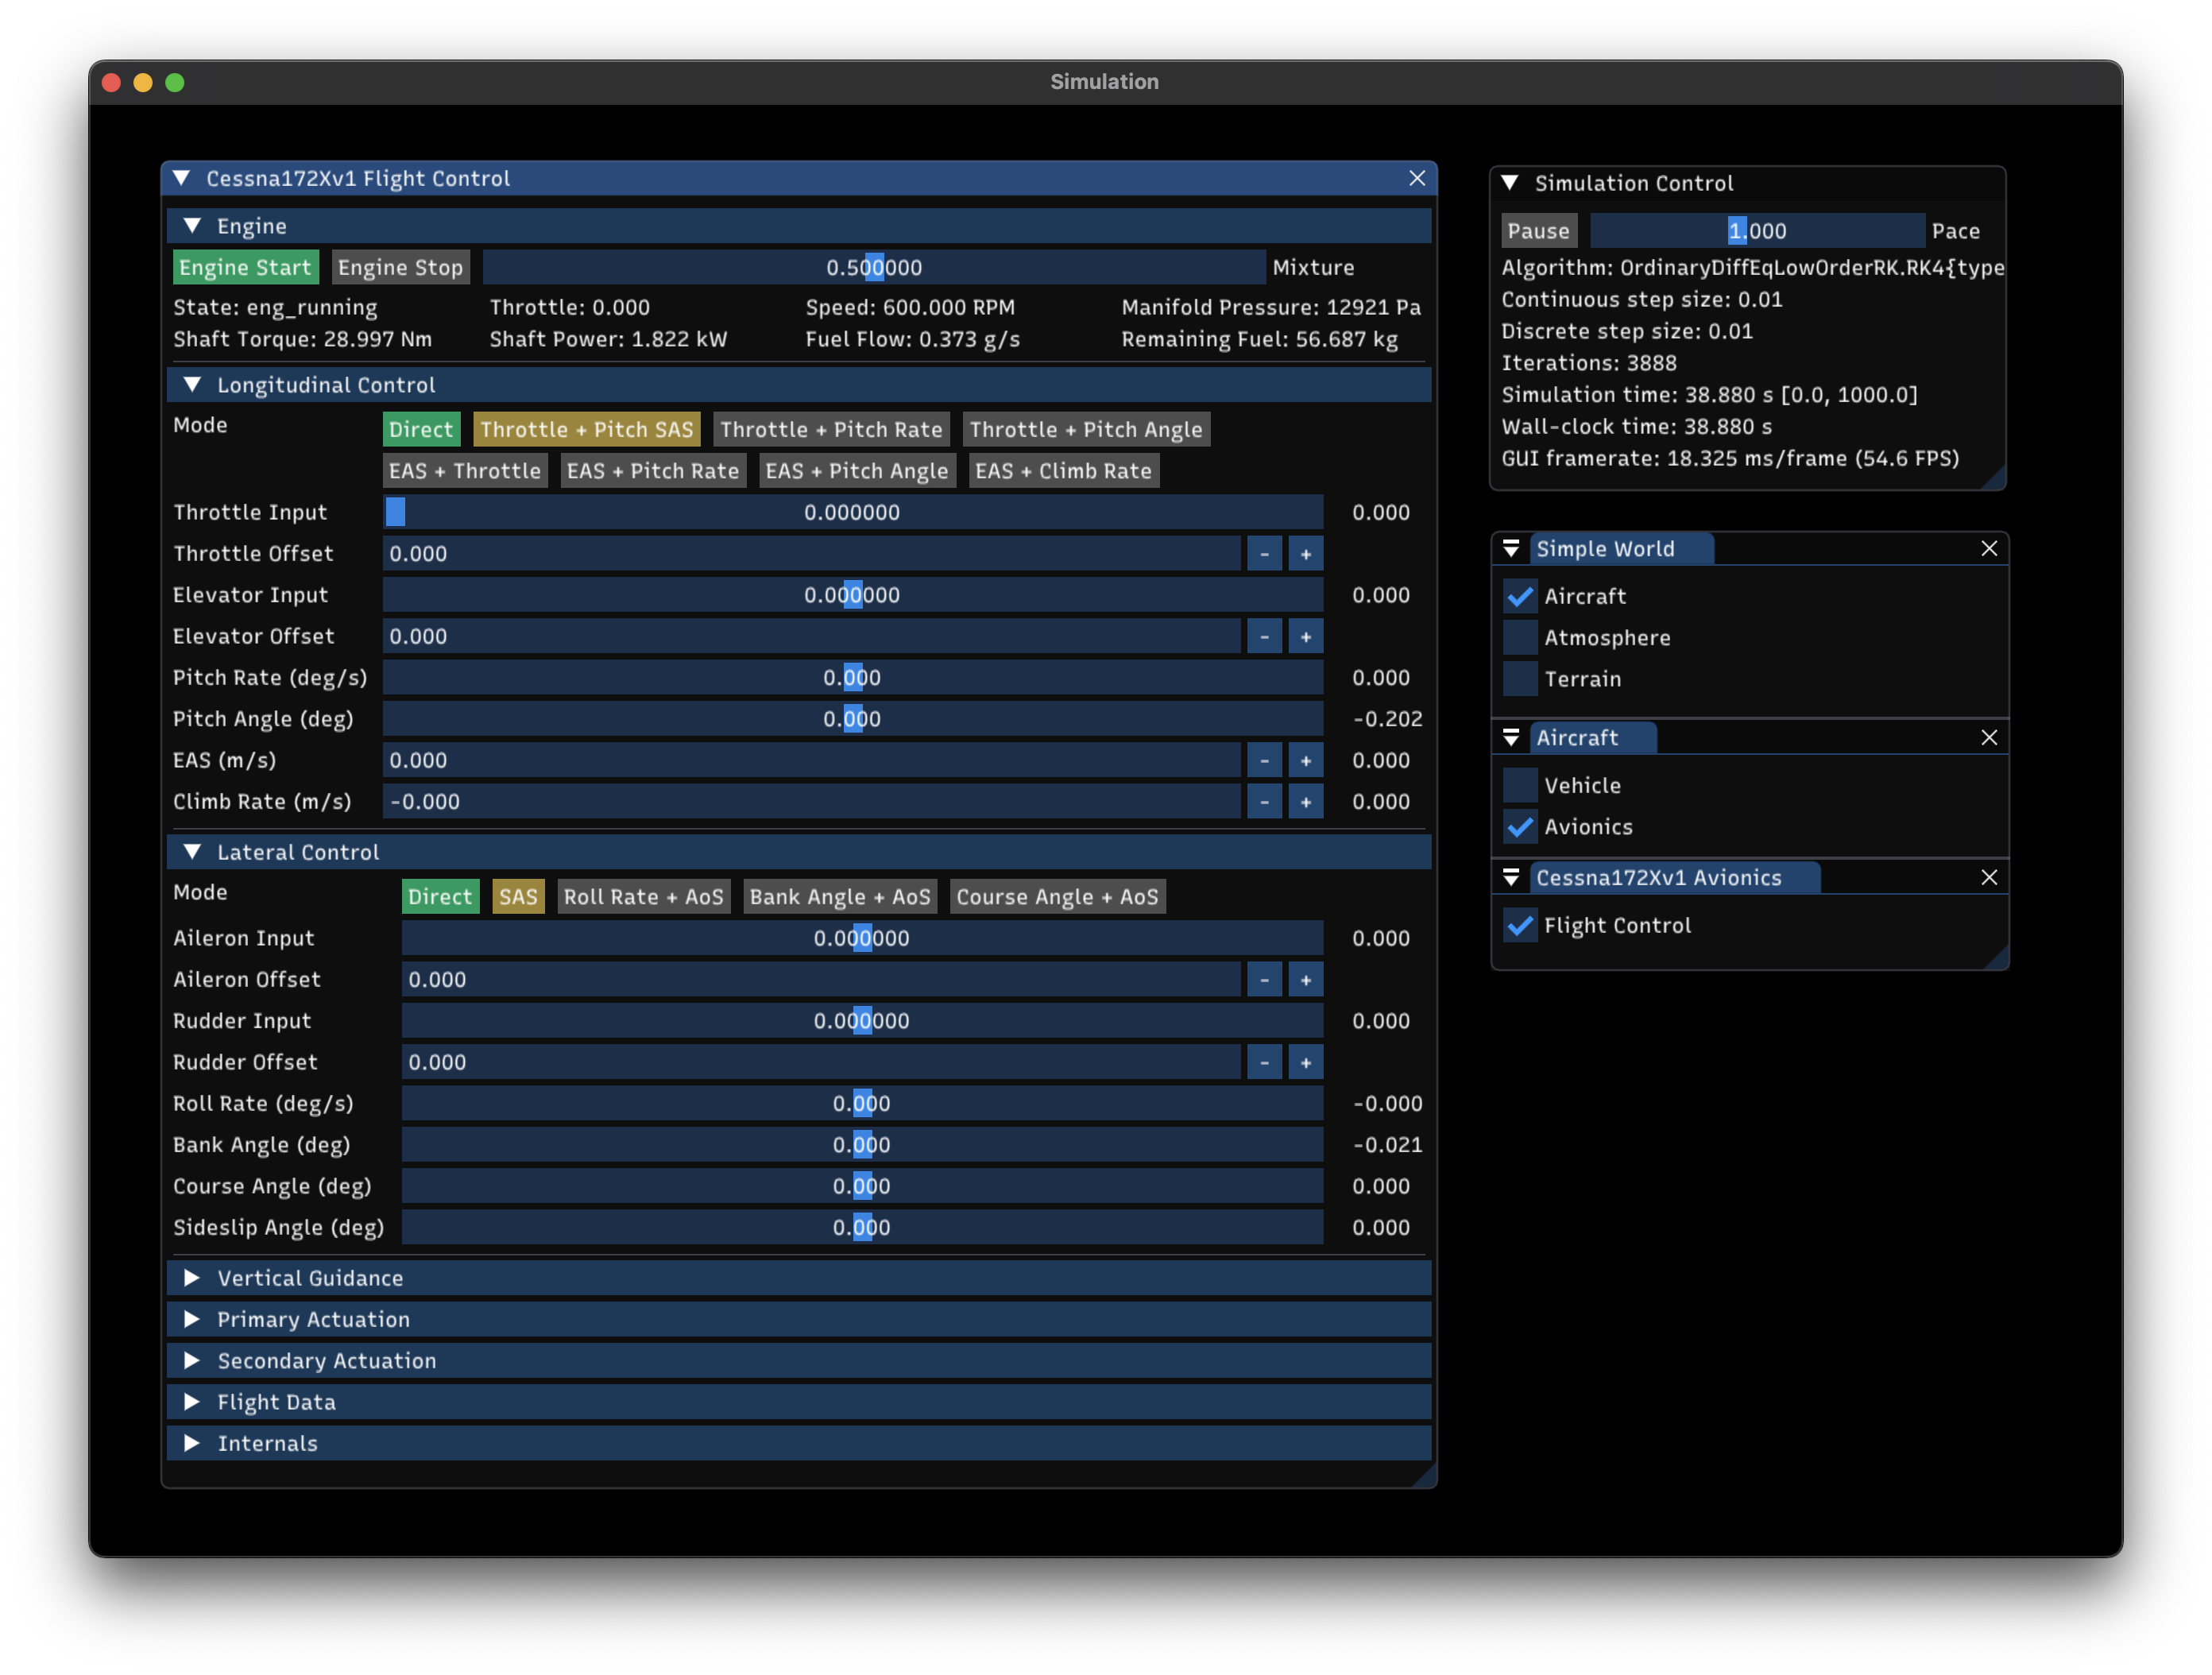 Simulation
Cessna172Xv1 Flight Control
Engine
Engine Start Engine Stop 0.500000 Mixture
State: eng_running Throttle: 0.000 Speed: 600.000 RPM Manifold Pressure: 12921 Pa
Shaft Torque: 28.997 Nm Shaft Power: 1.822 kW Fuel Flow: 0.373 g/s Remaining Fuel: 56.687 kg
Longitudinal Control
Mode Direct Throttle + Pitch SAS Throttle + Pitch Rate Throttle + Pitch Angle
EAS + Throttle EAS + Pitch Rate EAS + Pitch Angle EAS + Climb Rate
Throttle Input 0.000000 0.000
Throttle Offset 0.000 - +
Elevator Input 0.000000 0.000
Elevator Offset 0.000 - +
Pitch Rate (deg/s) 0.000 0.000
Pitch Angle (deg) 0.000 -0.202
EAS (m/s) 0.000 - + 0.000
Climb Rate (m/s) -0.000 - + 0.000
Lateral Control
Mode Direct SAS Roll Rate + AoS Bank Angle + AoS Course Angle + AoS
Aileron Input 0.000000 0.000
Aileron Offset 0.000 - +
Rudder Input 0.000000 0.000
Rudder Offset 0.000 - +
Roll Rate (deg/s) 0.000 -0.000
Bank Angle (deg) 0.000 -0.021
Course Angle (deg) 0.000 0.000
Sideslip Angle (deg) 0.000 0.000
Vertical Guidance
Primary Actuation
Secondary Actuation
Flight Data
Internals
Simulation Control
Pause 1.000 Pace
Algorithm: OrdinaryDiffEqLowOrderRK.RK4{type
Continuous step size: 0.01
Discrete step size: 0.01
Iterations: 3888
Simulation time: 38.880 s [0.0, 1000.0]
Wall-clock time: 38.880 s
GUI framerate: 18.325 ms/frame (54.6 FPS)
Simple World
Aircraft
Atmosphere
Terrain
Aircraft
Vehicle
Avionics
Cessna172Xv1 Avionics
Flight Control